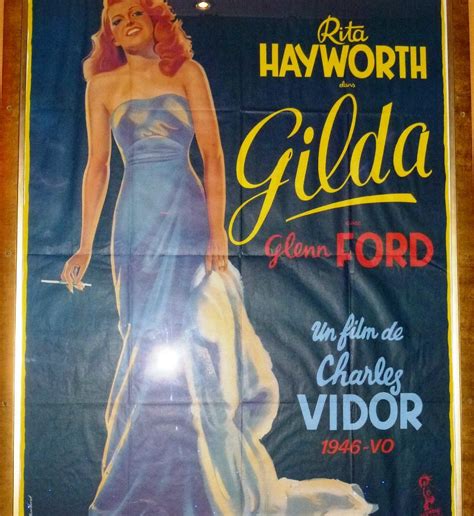 Rita
HAYWORTH
dans
Gilda
avec
Glenn FORD
Un film de
Charles
VIDOR
1946-VO